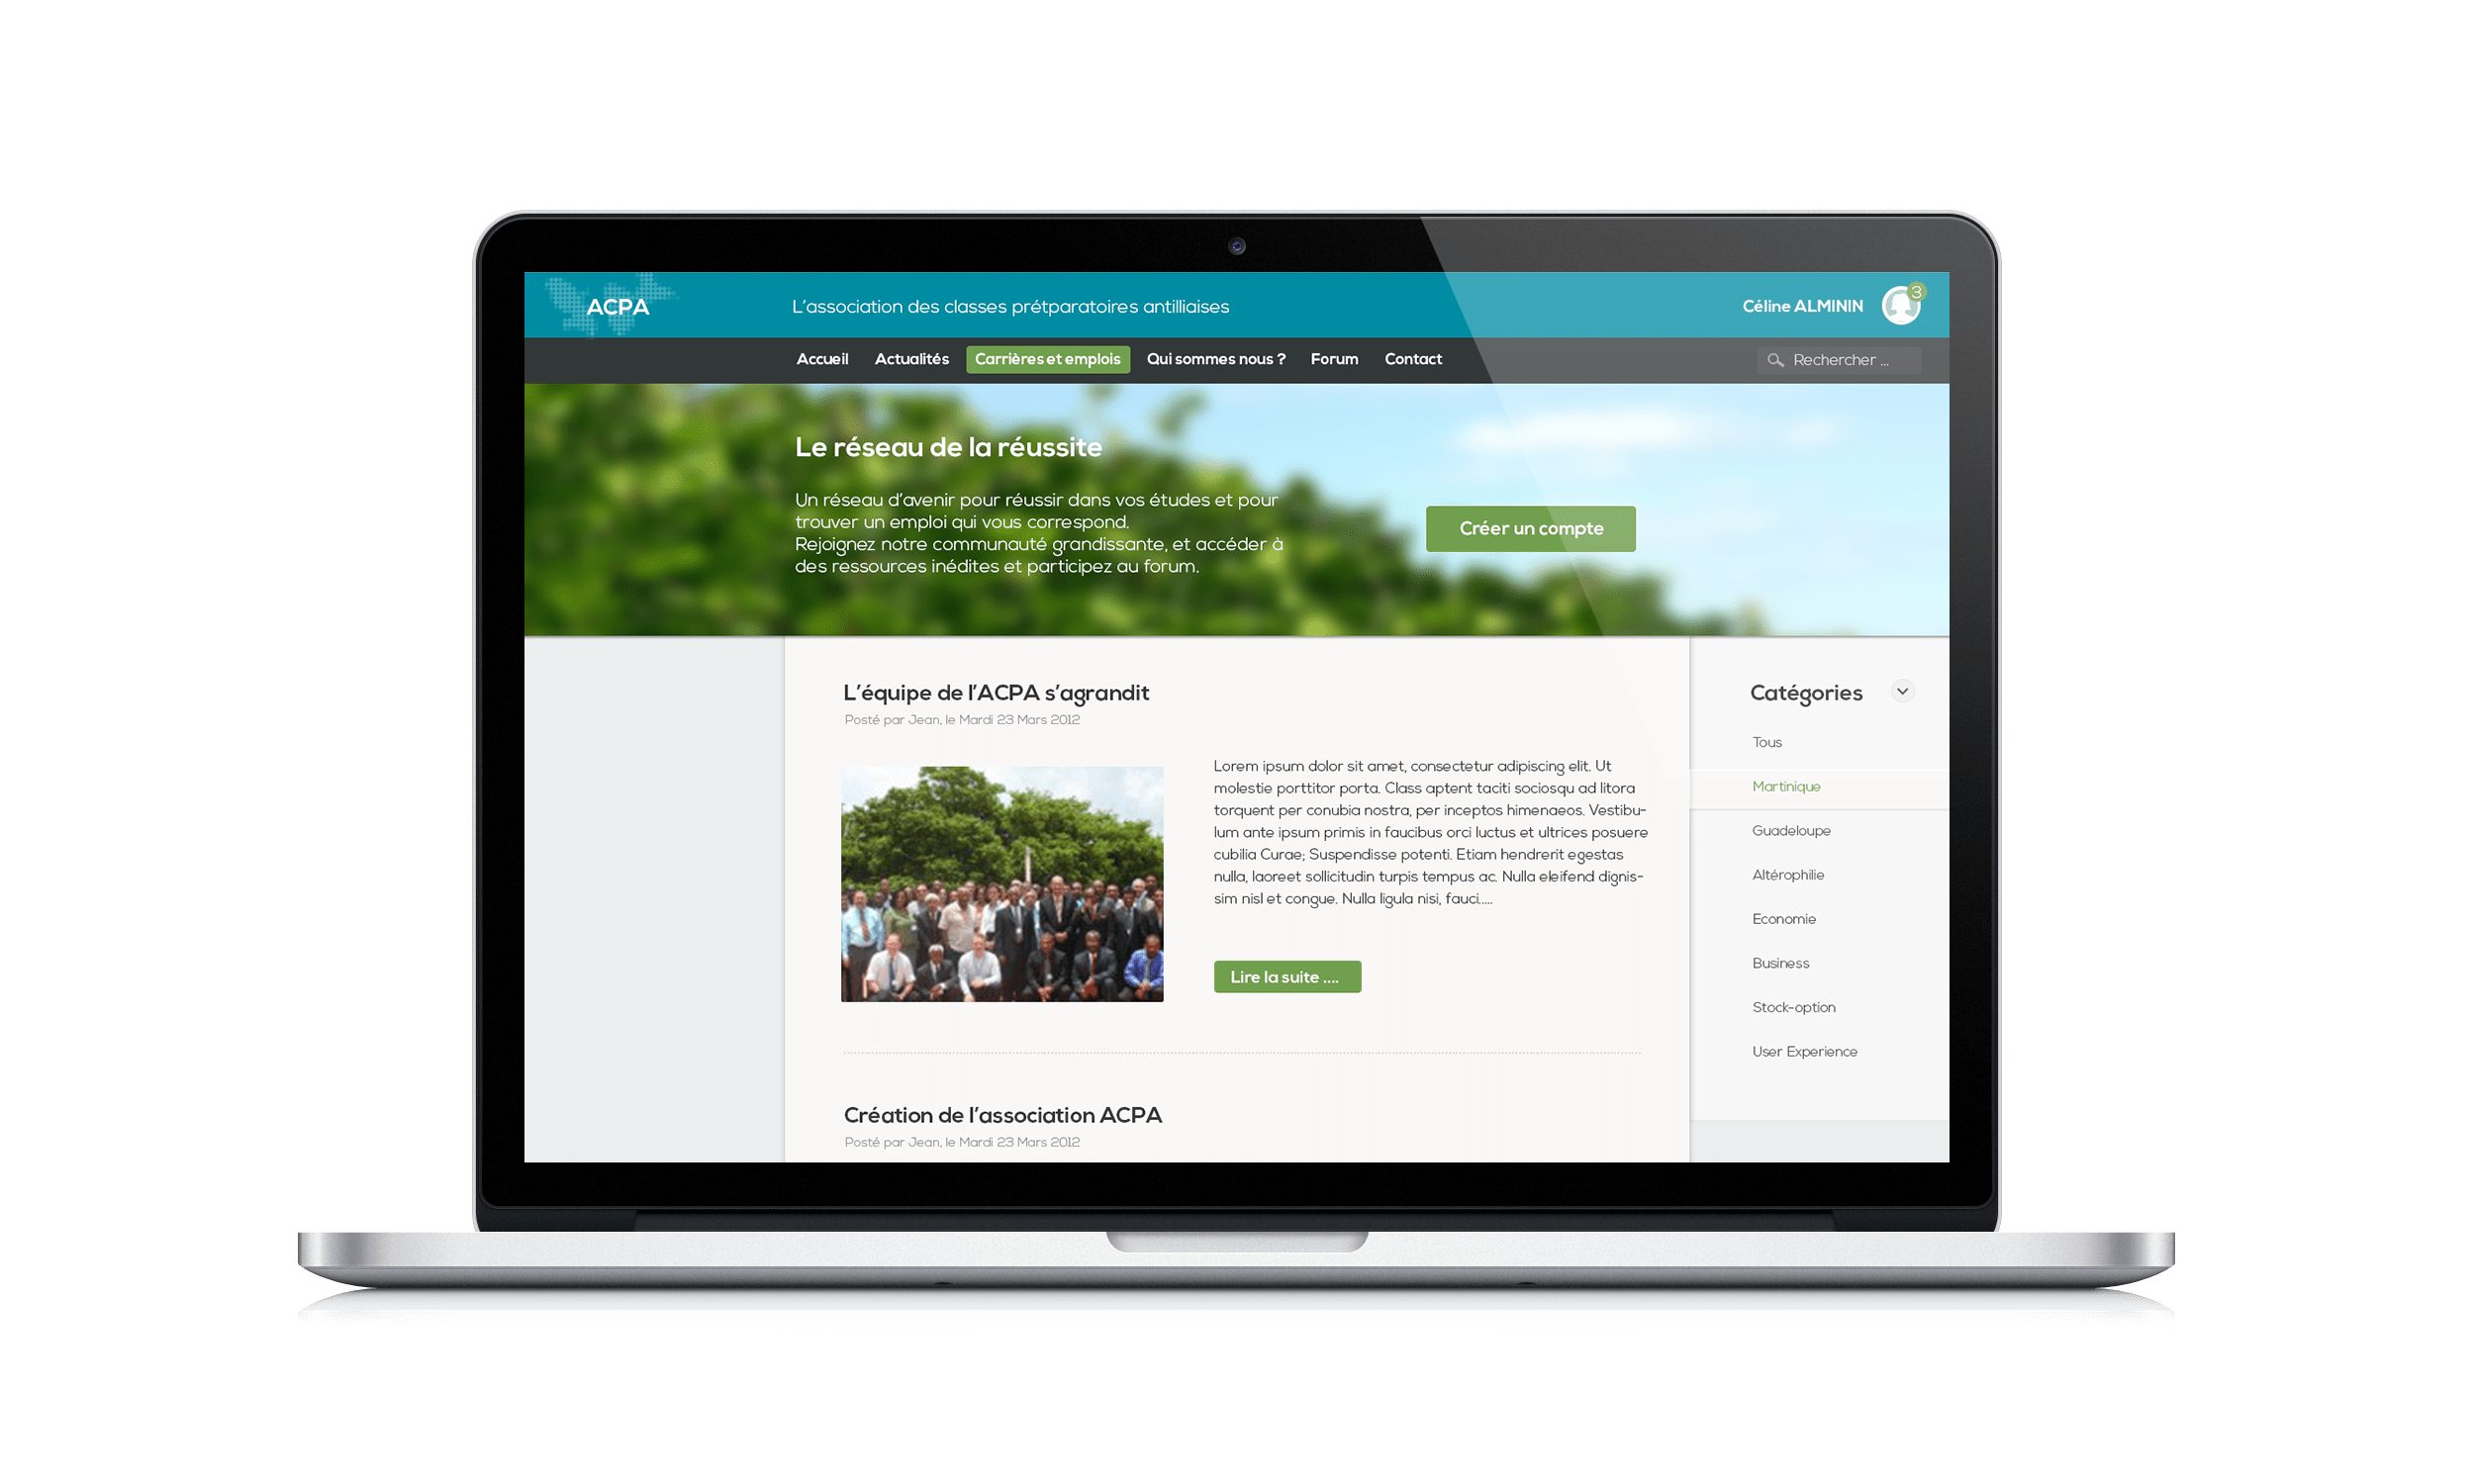 ACPA
L'association des classes prétparatoires antilliaises
Céline ALMININ
3
Accueil Actualités Carrières et emplois Qui sommes nous ? Forum Contact
Rechercher ...
Le réseau de la réussite
Un réseau d'avenir pour réussir dans vos études et pour
trouver un emploi qui vous correspond.
Rejoignez notre communauté grandissante, et accéder à
des ressources inédites et participez au forum.
Créer un compte
L'équipe de l'ACPA s'agrandit
Posté par Jean, le Mardi 23 Mars 2012
Lorem ipsum dolor sit amet, consectetur adipiscing elit. Ut
molestie porttitor porta. Class aptent taciti sociosqu ad litora
torquent per conubia nostra, per inceptos himenaeos. Vestibu-
lum ante ipsum primis in faucibus orci luctus et ultrices posuere
cubilia Curae; Suspendisse potenti. Etiam hendrerit egestas
nulla, laoreet sollicitudin turpis tempus ac. Nulla eleifend dignis-
sim nisl et congue. Nulla ligula nisi, fauci.....
Lire la suite ....
Création de l'association ACPA
Posté par Jean, le Mardi 23 Mars 2012
Catégories
Tous
Martinique
Guadeloupe
Altérophilie
Economie
Business
Stock-option
User Experience